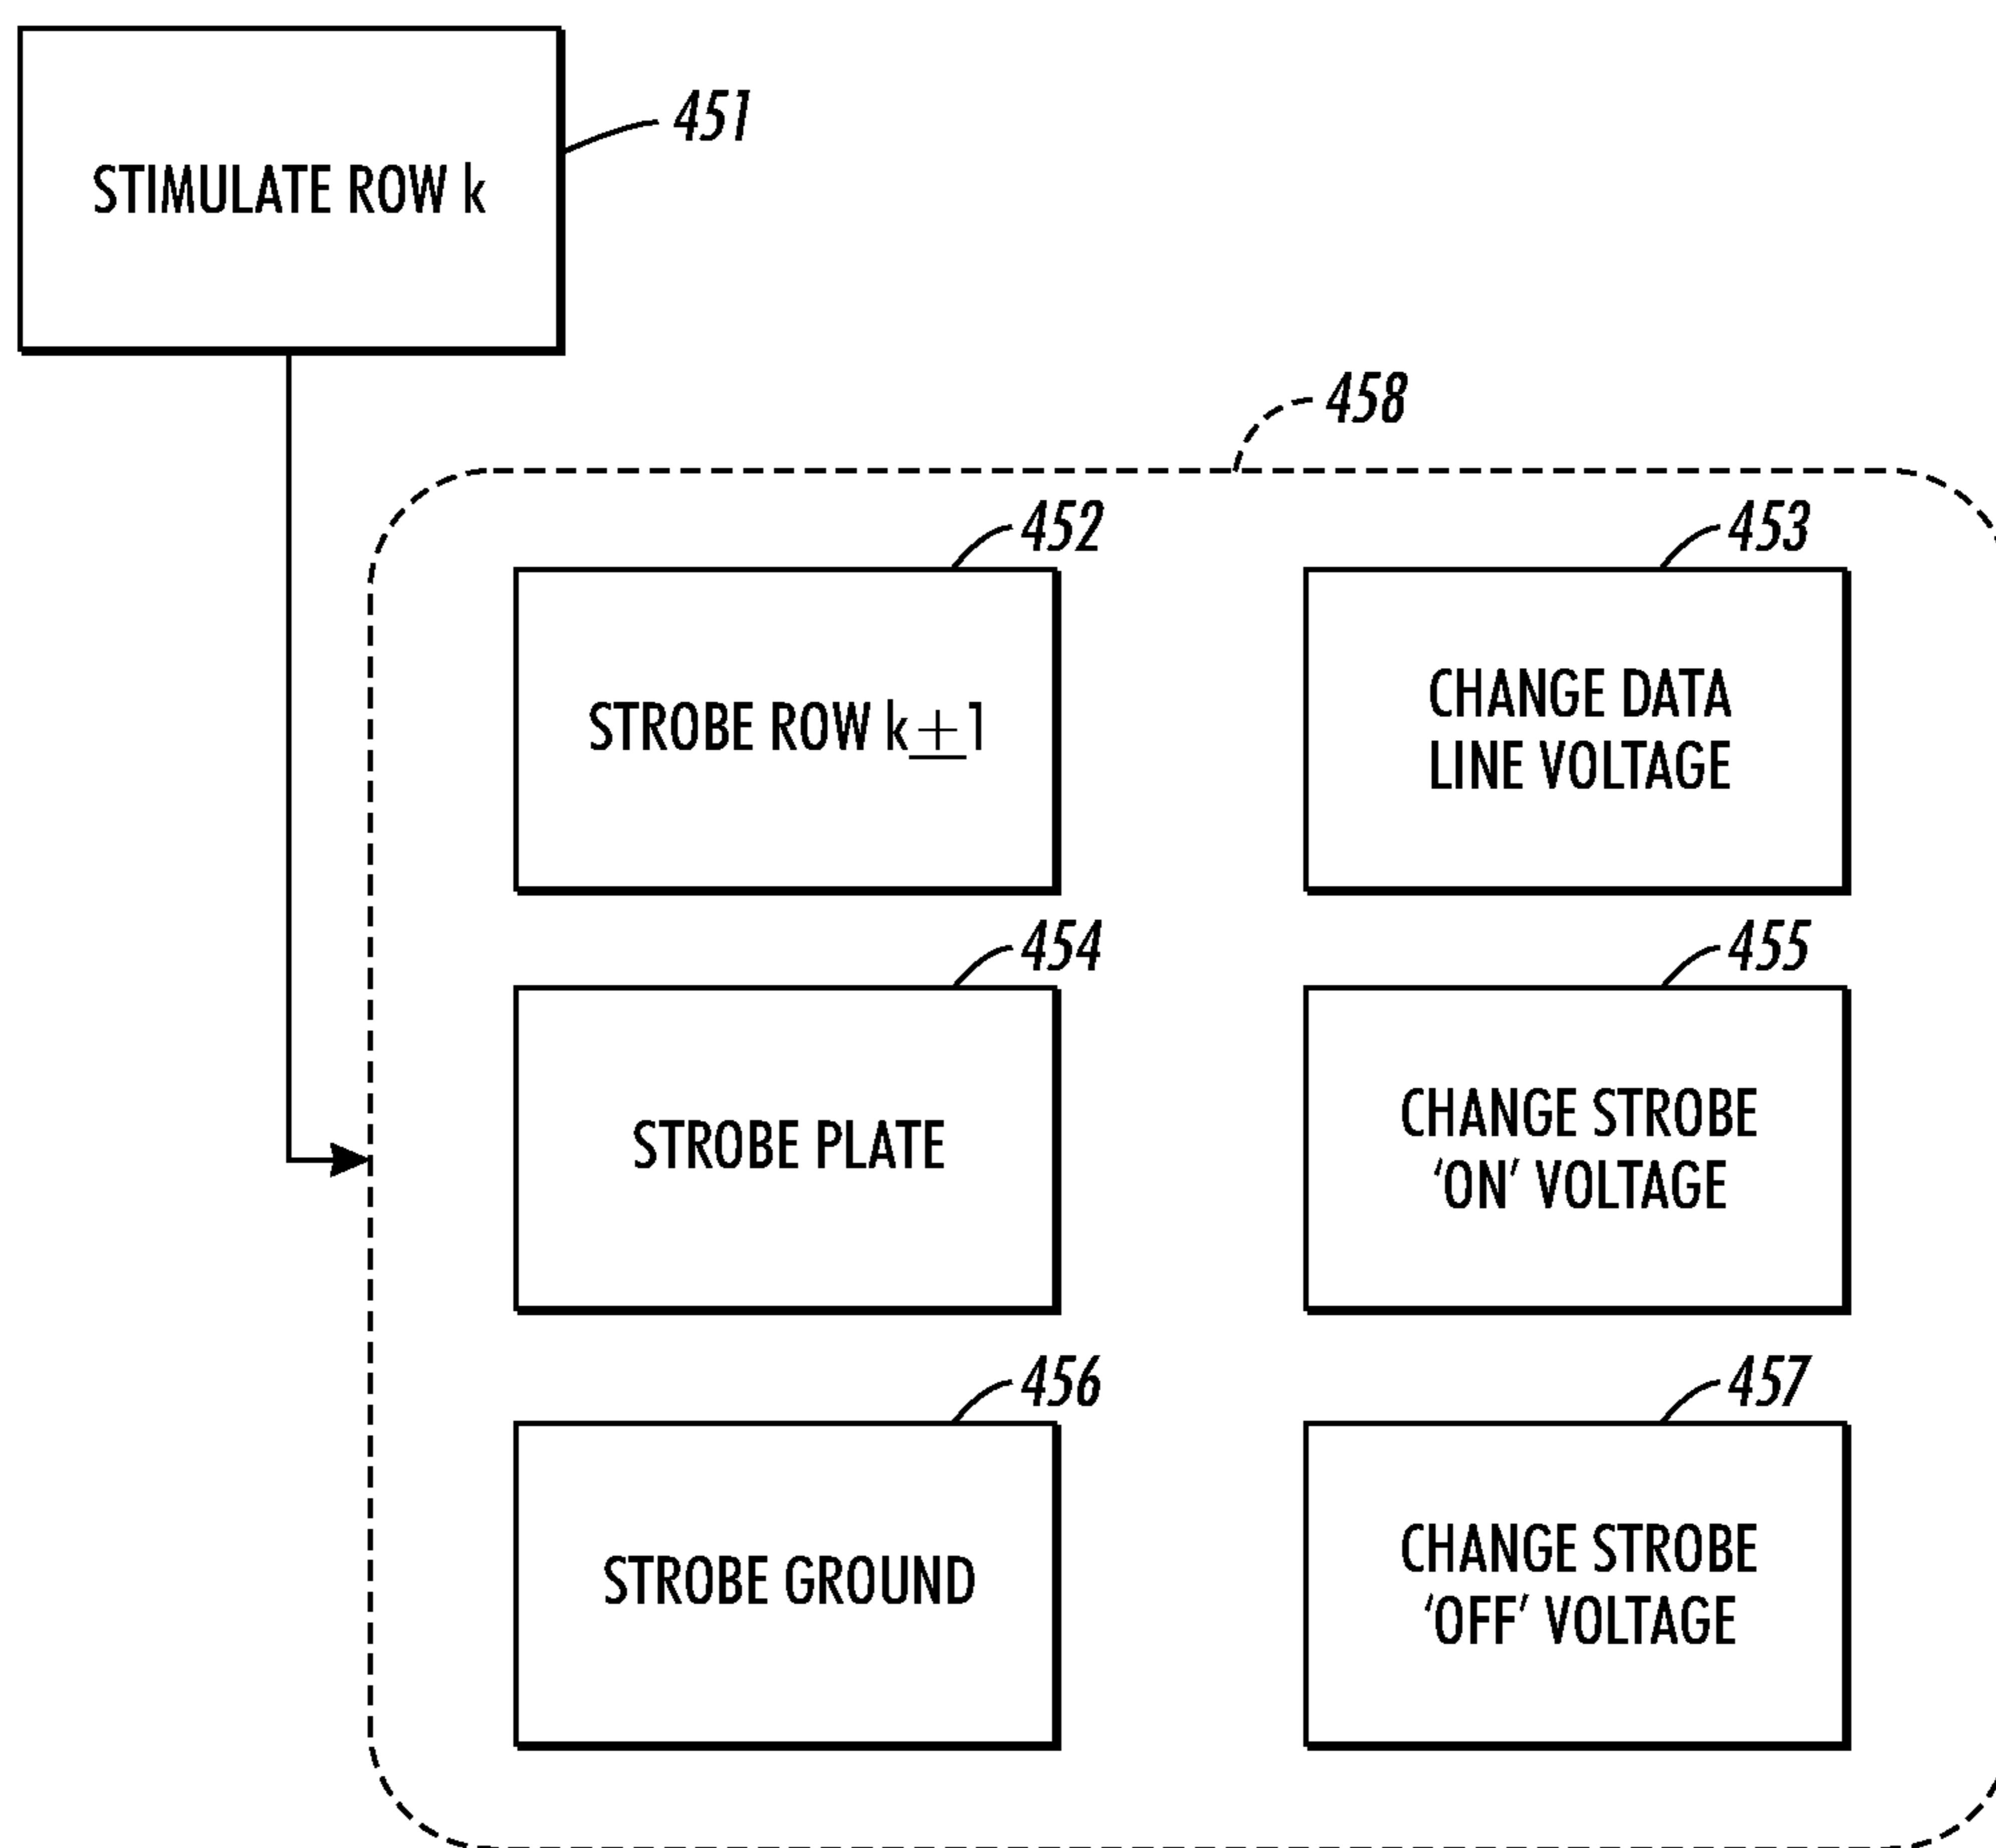 451
STIMULATE ROW k
458
452
453
STROBE ROW k±1
CHANGE DATA
LINE VOLTAGE
454
455
STROBE PLATE
CHANGE STROBE
‘ON’ VOLTAGE
456
457
STROBE GROUND
CHANGE STROBE
‘OFF’ VOLTAGE